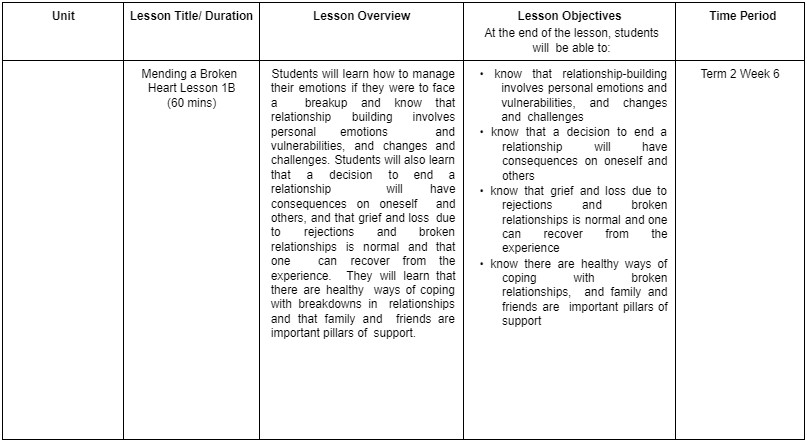 Unit
Lesson Title/ Duration
Lesson Overview
Lesson Objectives
At the end of the lesson, students
will be able to:
Time Period
Mending a Broken
Heart Lesson 1B
(60 mins)
Students will learn how to manage
their emotions if they were to face
a breakup and know that
relationship building involves
personal emotions and
vulnerabilities, and changes and
challenges. Students will also learn
that a decision to end a
relationship will have
consequences on oneself and
others, and that grief and loss due
to rejections and broken
relationships is normal and that
one can recover from the
experience. They will learn that
there are healthy ways of coping
with breakdowns in relationships
and that family and friends are
important pillars of support.
• know that relationship-building
involves personal emotions and
vulnerabilities, and changes
and challenges
• know that a decision to end a
relationship will have
consequences on oneself and
others
• know that grief and loss due to
rejections and broken
relationships is normal and one
can recover from the
experience
• know there are healthy ways of
coping with broken
relationships, and family and
friends are important pillars of
support
Term 2 Week 6